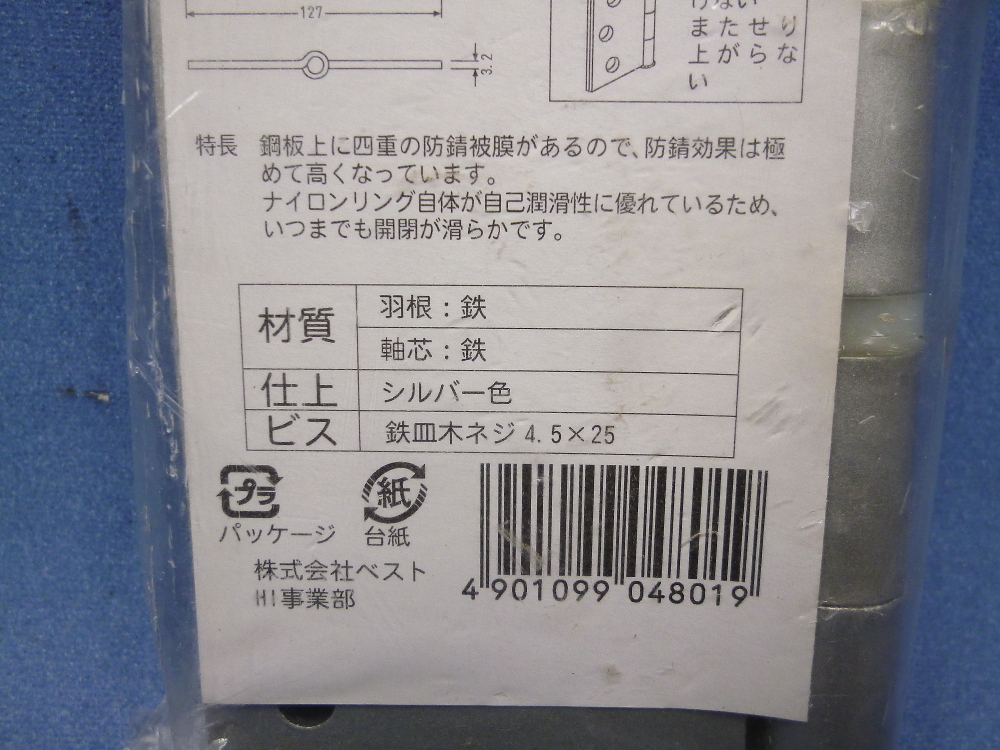 127
3.2
けない
またせり
上がらな
い
特長 鋼板上に四重の防錆被膜があるので、防錆効果は極
めて高くなっています。
ナイロンリング自体が自己潤滑性に優れているため、
いつまでも開閉が滑らかです。
材質 羽根：鉄
軸芯：鉄
仕上 シルバー色
ビス 鉄皿木ネジ 4.5×25
プラ 紙
パッケージ 台紙
株式会社ベスト
HI事業部
4 901099 048019